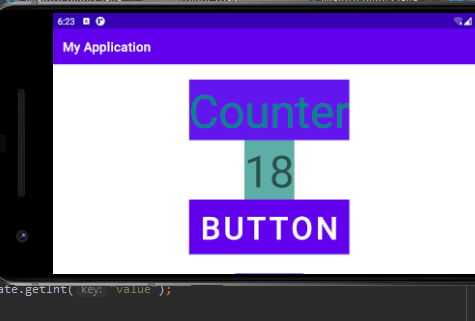 6:23
My Application
Counter
18
BUTTON
ate.getInt( key: "value");